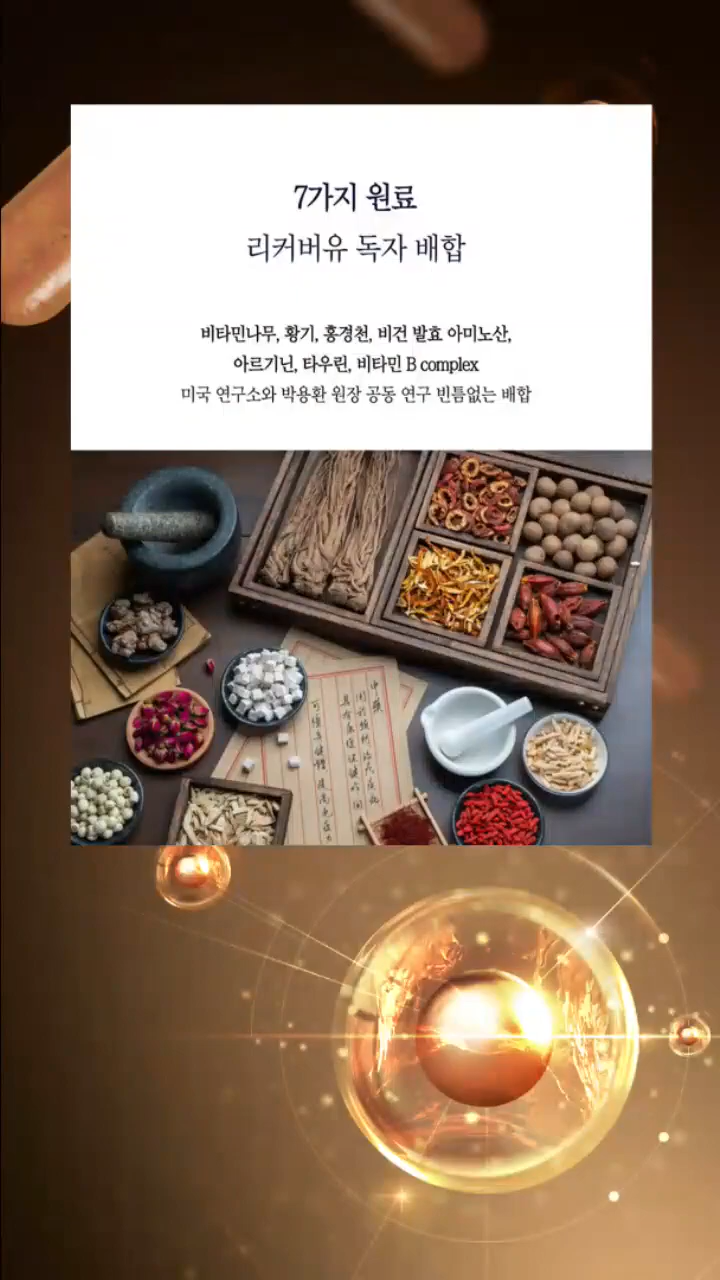 7가지 원료
리커버유 독자 배합
비타민나무, 황기, 홍경천, 비건 발효 아미노산,
아르기닌, 타우린, 비타민 B complex
미국 연구소와 박용환 원장 공동 연구 빈틈없는 배합